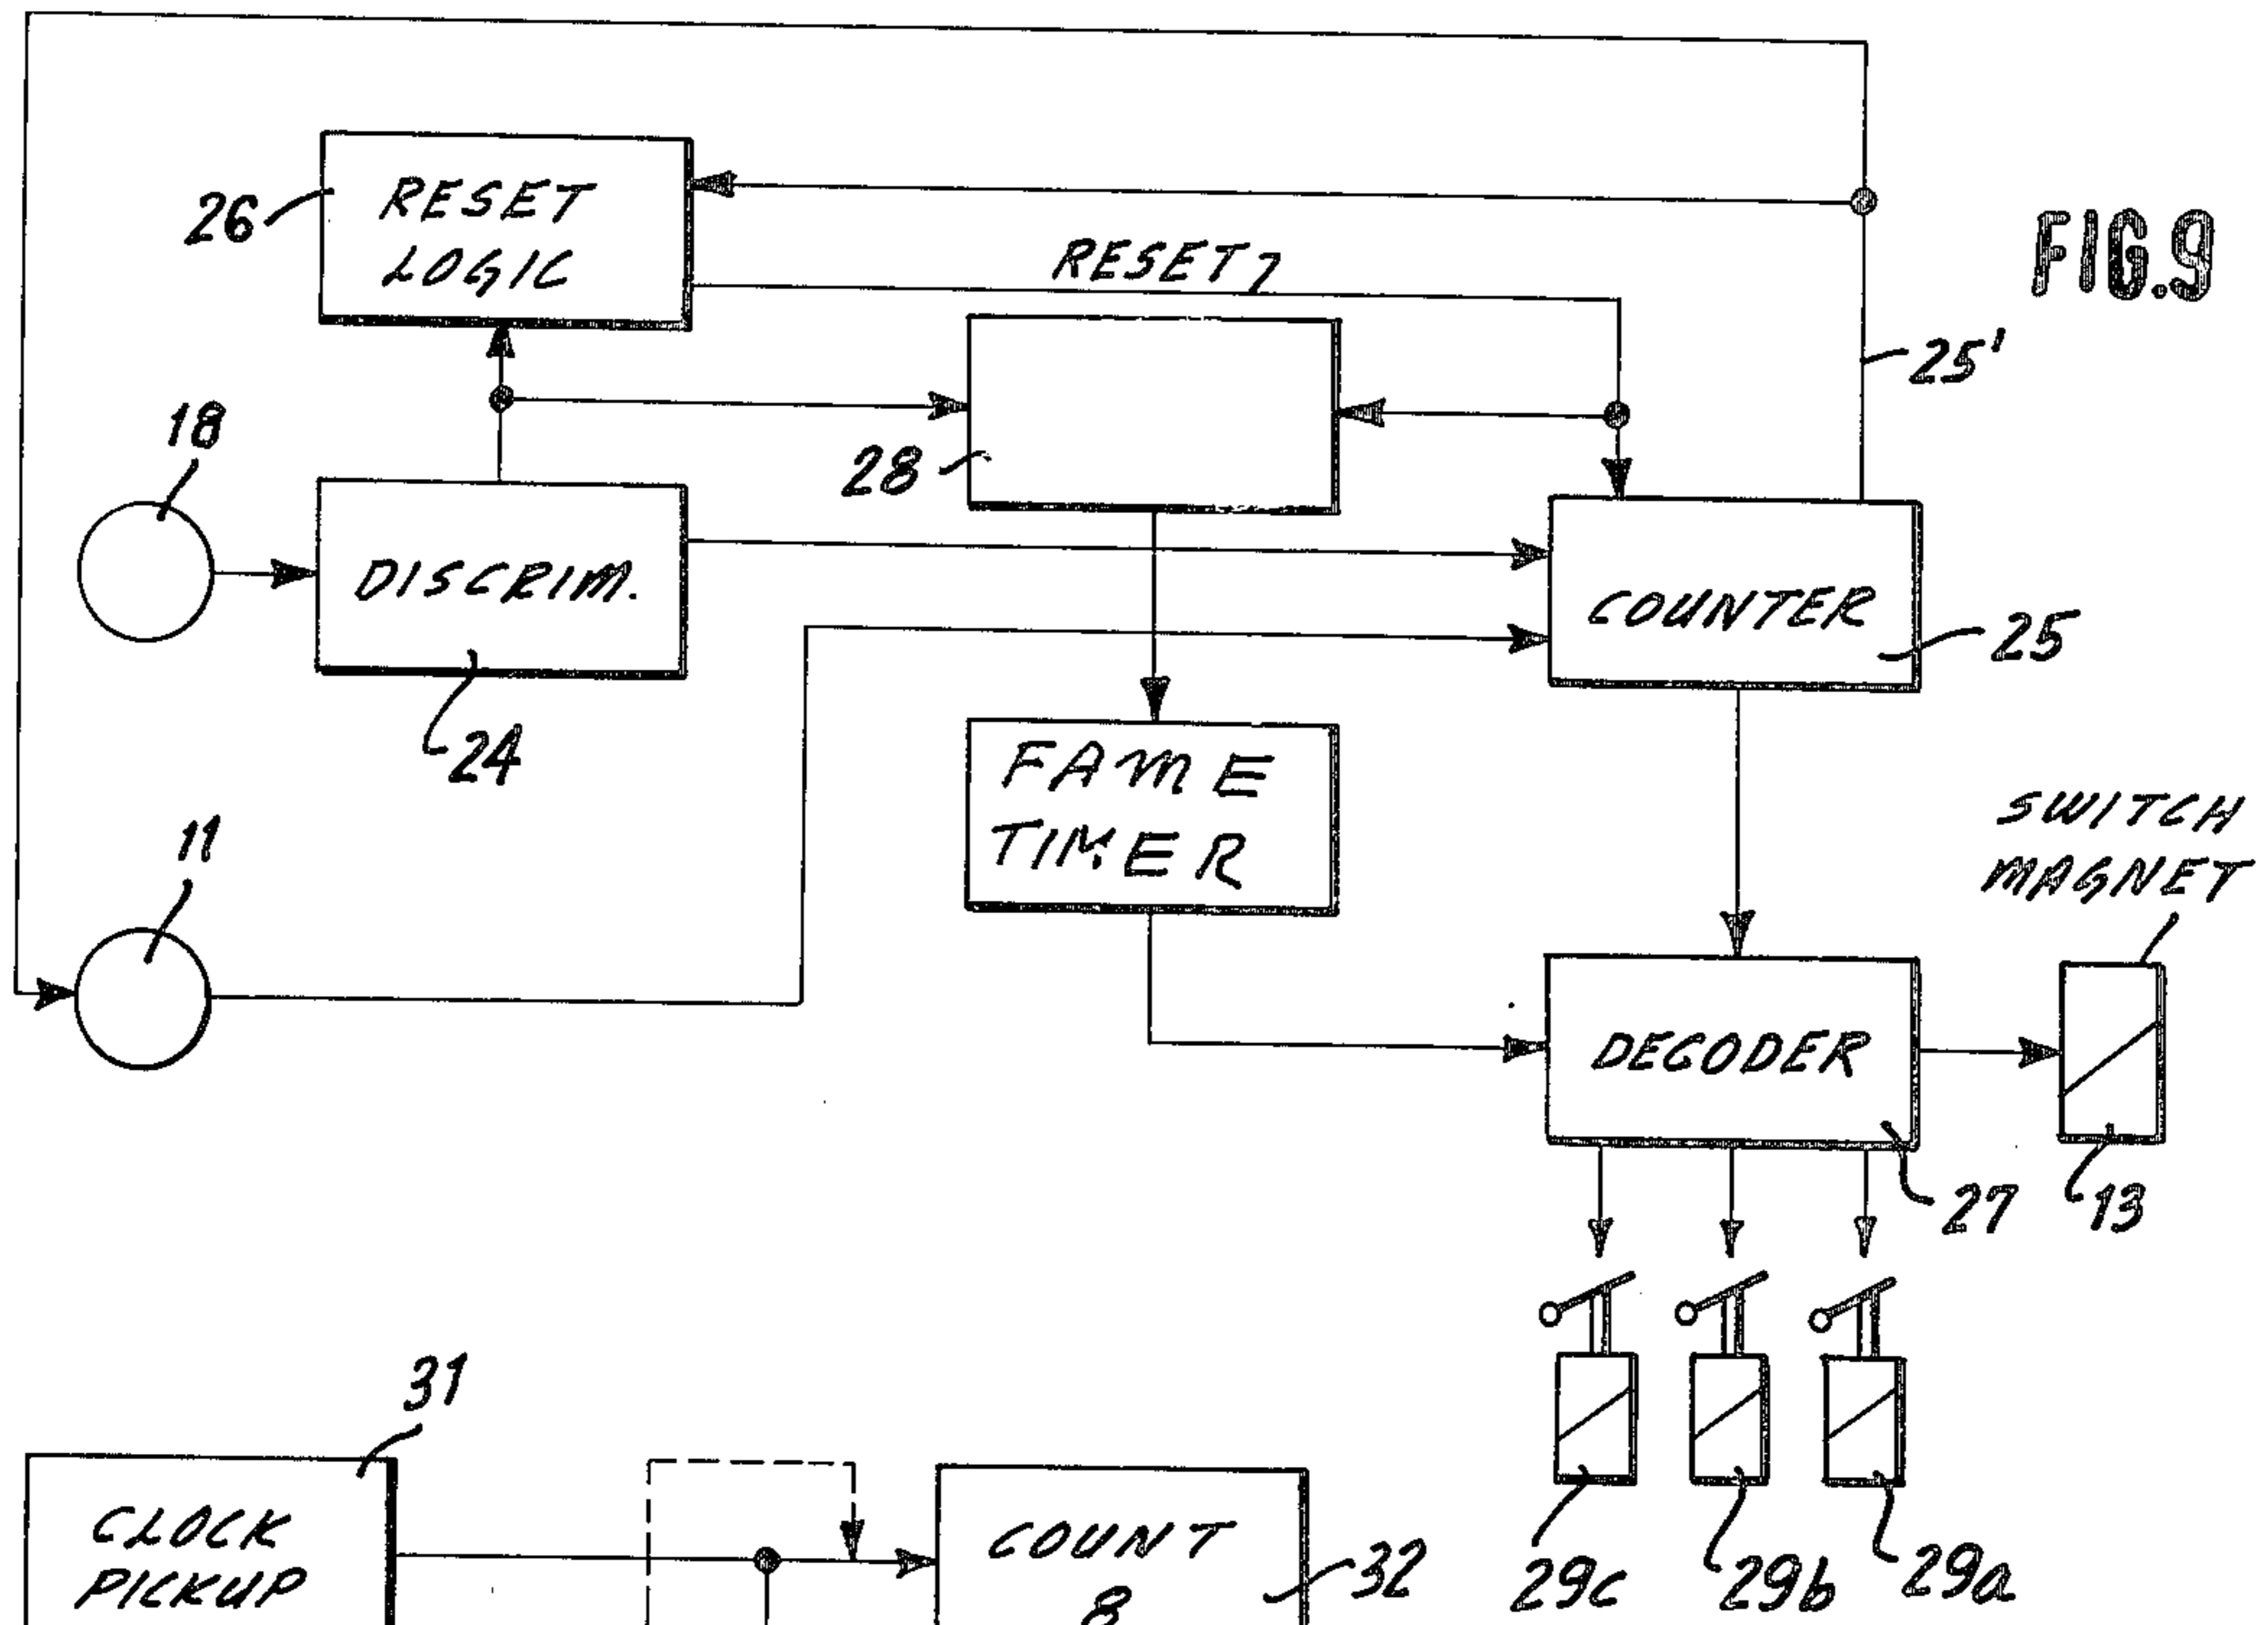 FIG.9
26
RESET
LOGIC
RESET
25'
18
28
DISCRIM.
COUNTER
25
24
FAME
TIMER
SWITCH
MAGNET
11
DECODER
27
13
31
CLOCK
PICKUP
COUNT
8
32
29c
29b
29a